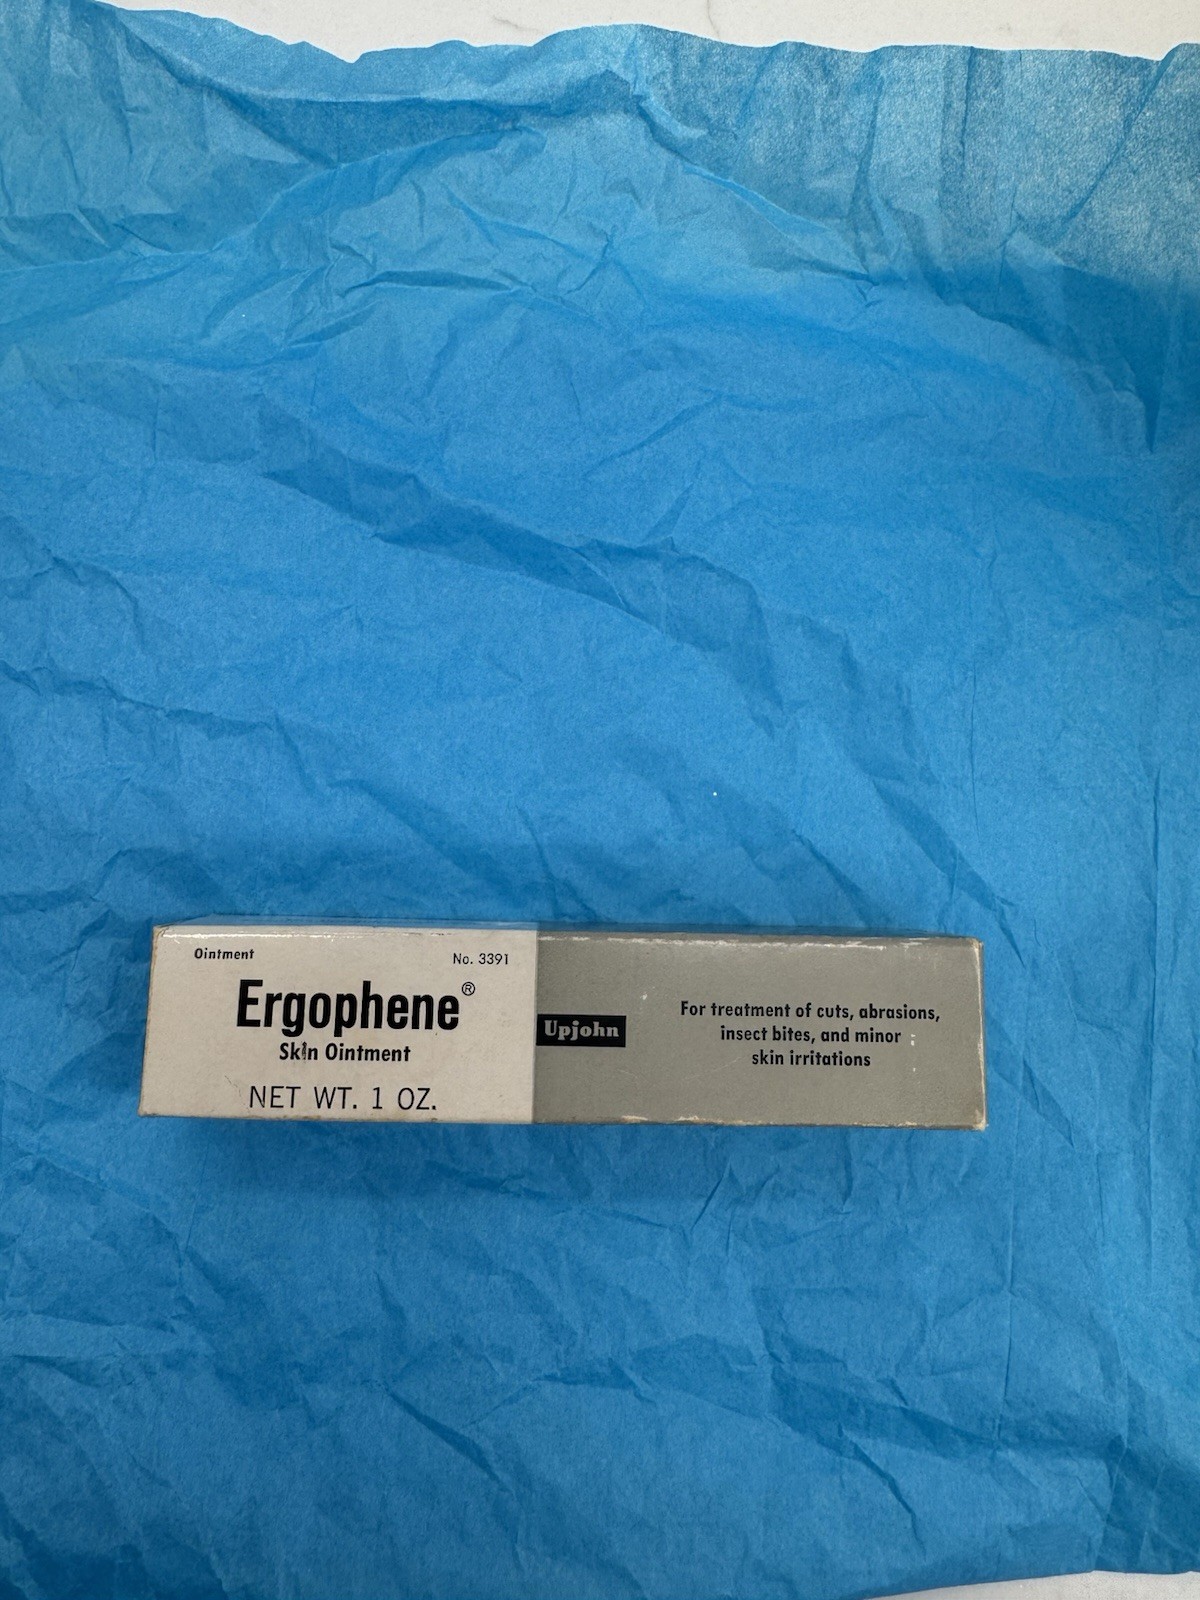 Ointment
No. 3391
Ergophene®
Skin Ointment
NET WT. 1 OZ.
Upjohn
For treatment of cuts, abrasions,
insect bites, and minor
skin irritations